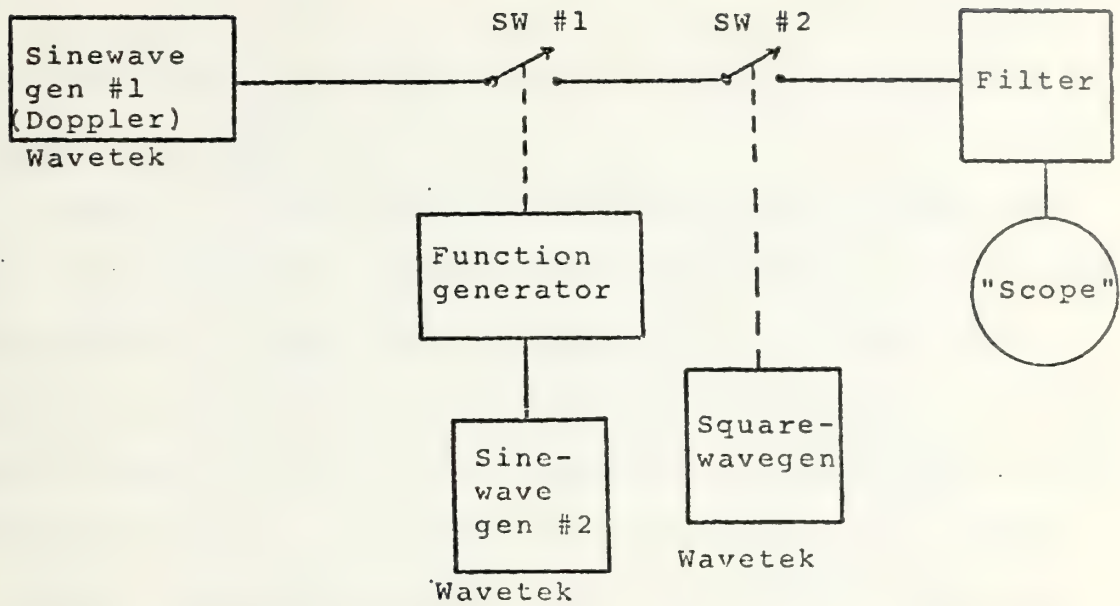 SW #1
SW #2
Sinewave
gen #1
(Doppler)
Wavetek
Filter
"Scope"
Function
generator
Sine-
wave
gen #2
Wavetek
Square-
wavegen
Wavetek